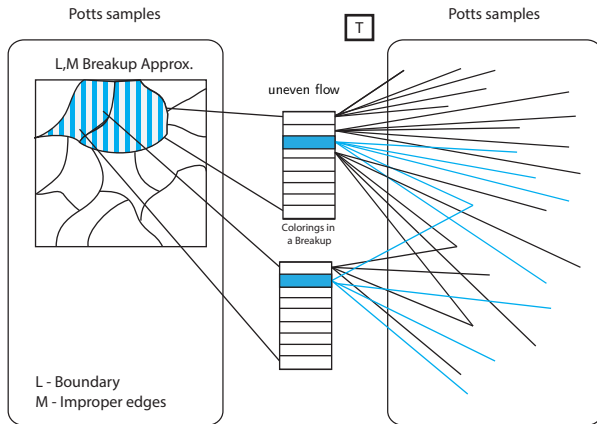 Potts samples
Potts samples
T
L,M Breakup Approx.
uneven flow
Colorings in
a Breakup
L - Boundary
M - Improper edges